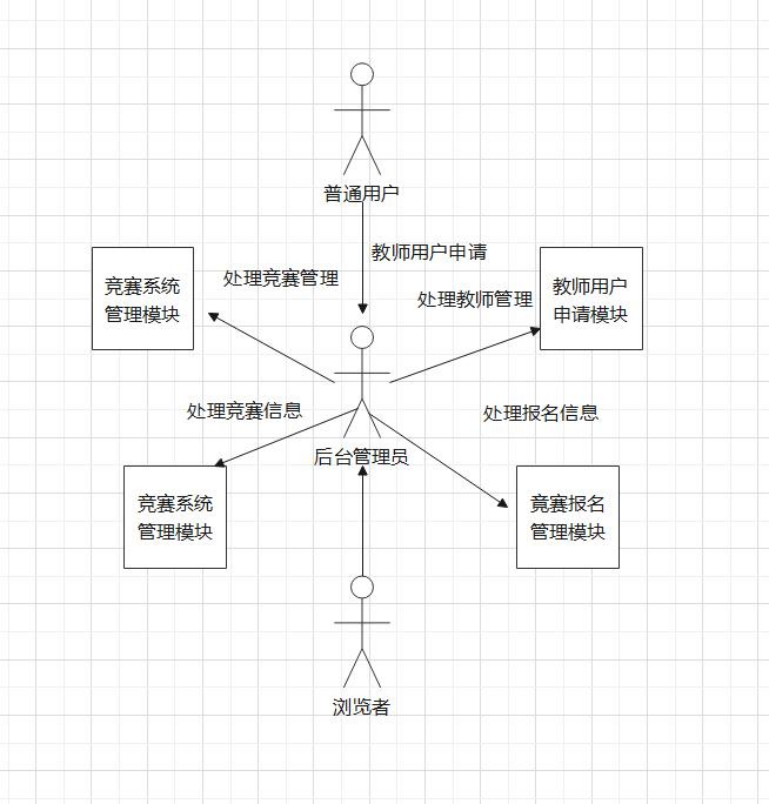 普通用户
教师用户申请
处理竞赛管理
处理教师管理
竞赛系统
管理模块
教师用户
申请模块
处理竞赛信息
处理报名信息
后台管理员
竞赛系统
管理模块
竟赛报名
管理模块
浏览者